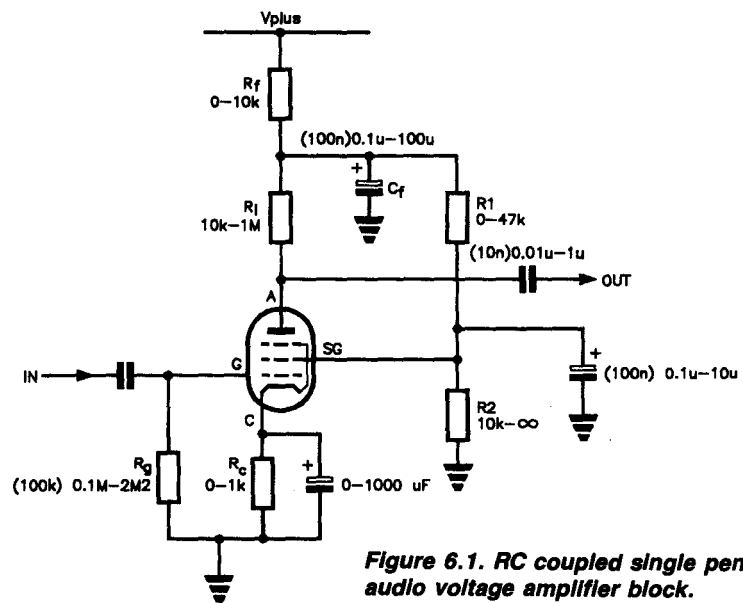 Vplus
Rf
0–10k
(100n)0.1u–100u
+
Cf
Rl
10k–1M
R1
0–47k
(10n)0.01u–1u
OUT
A
SG
G
IN
+
(100n) 0.1u–10u
R2
10k–∞
C
Rg
(100k) 0.1M–2M2
Rc
0–1k
+
0–1000 uF
Figure 6.1. RC coupled single pen
audio voltage amplifier block.